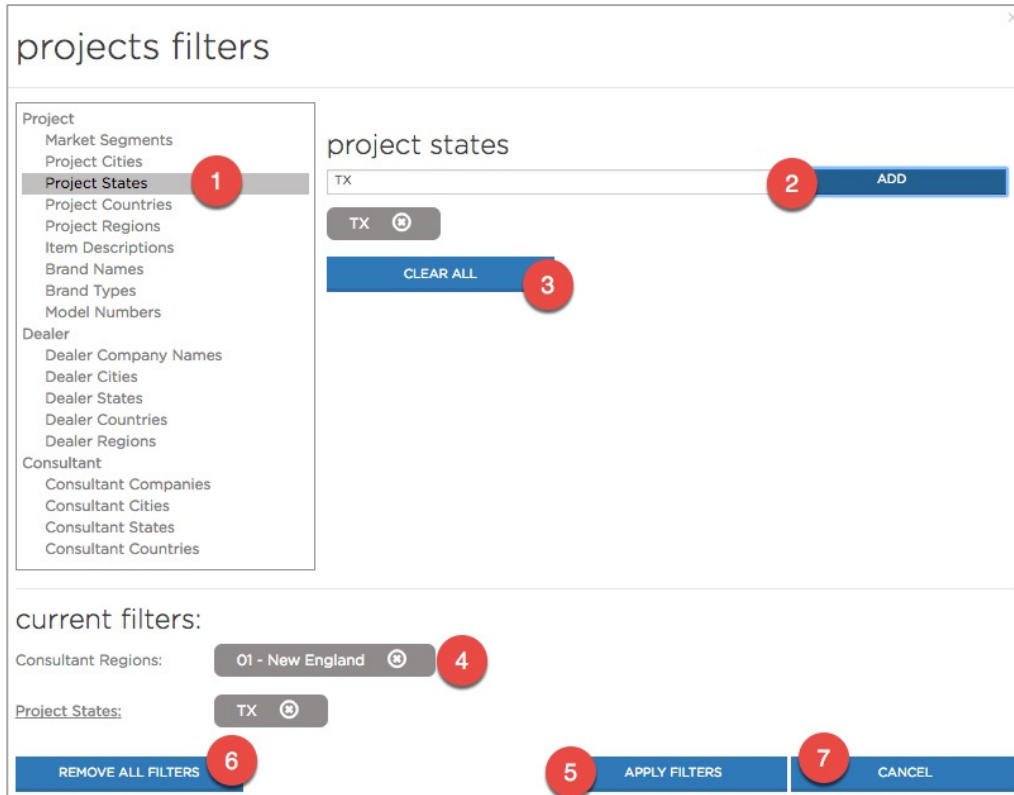 projects filters
Project
Market Segments
Project Cities
Project States
1
Project Countries
Project Regions
Item Descriptions
Brand Names
Brand Types
Model Numbers
Dealer
Dealer Company Names
Dealer Cities
Dealer States
Dealer Countries
Dealer Regions
Consultant
Consultant Companies
Consultant Cities
Consultant States
Consultant Countries
project states
TX
2
ADD
TX
CLEAR ALL
3
current filters:
Consultant Regions:
01 - New England
4
Project States:
TX
REMOVE ALL FILTERS
6
5
APPLY FILTERS
7
CANCEL